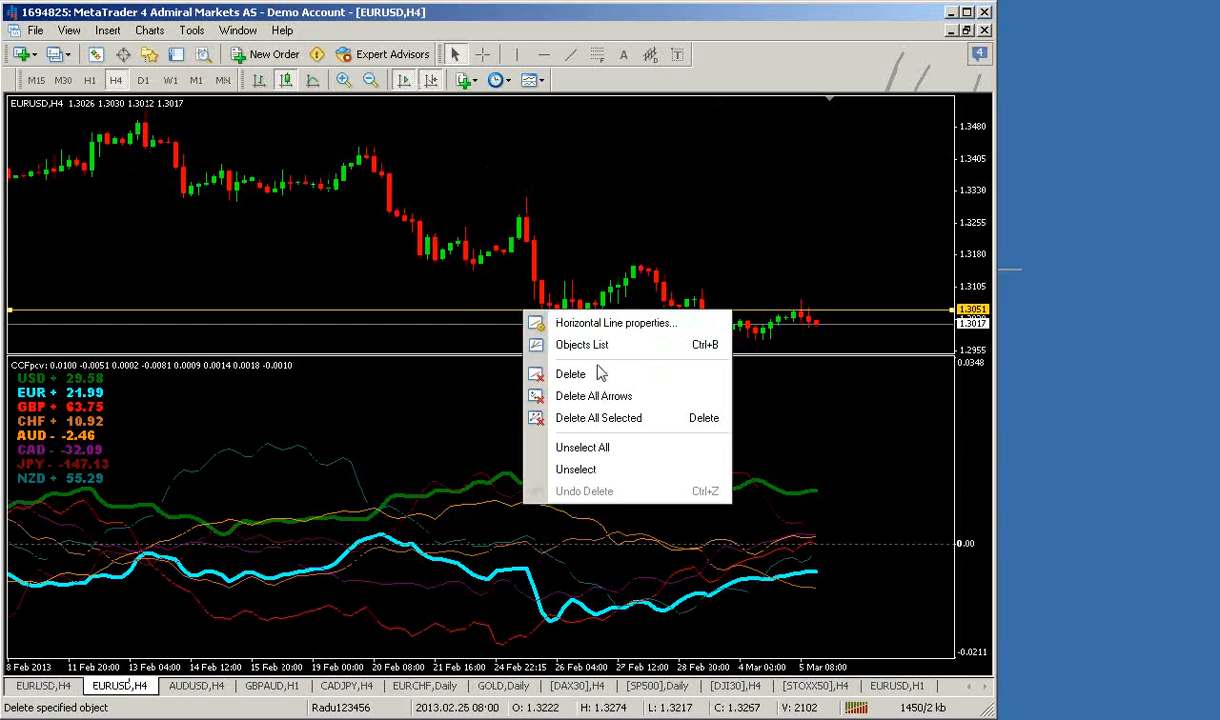 1694825: MetaTrader 4 Admiral Markets AS - Demo Account - [EURUSD,H4]
File View Insert Charts Tools Window Help
New Order Expert Advisors A T 4
M15 M30 H1 H4 D1 W1 M1 MN
EURUSD,H4 1.3026 1.3030 1.3012 1.3017
1.3480
1.3405
1.3330
1.3255
1.3180
1.3105
1.3051
1.3017
1.2955
Horizontal Line properties...
Objects List Ctrl+B
Delete
Delete All Arrows
Delete All Selected Delete
Unselect All
Unselect
Undo Delete Ctrl+Z
CCFpcv: 0.0100 -0.0051 0.0002 -0.0081 0.0009 0.0014 0.0018 -0.0010
0.0348
USD + 29.58
EUR + 21.99
GBP + 63.75
CHF + 10.92
AUD - -2.46
CAD - -32.09
JPY - -147.13
NZD + 55.29
0.00
-0.0211
8 Feb 2013 11 Feb 20:00 13 Feb 04:00 14 Feb 12:00 15 Feb 20:00 19 Feb 00:00 20 Feb 08:00 21 Feb 16:00 24 Feb 22:15 26 Feb 04:00 27 Feb 12:00 28 Feb 20:00 4 Mar 00:00 5 Mar 08:00
EURUSD,H4 EURUSD,H4 AUDUSD,H4 GBPAUD,H1 CADJPY,H4 EURCHF,Daily GOLD,Daily [DAX30],H4 [SP500],Daily [DJI30],H4 [STOXX50],H4 EURUSD,H1
Delete specified object Radu123456 2013.02.25 08:00 O: 1.3222 H: 1.3274 L: 1.3217 C: 1.3257 V: 2102 1450/2 kb